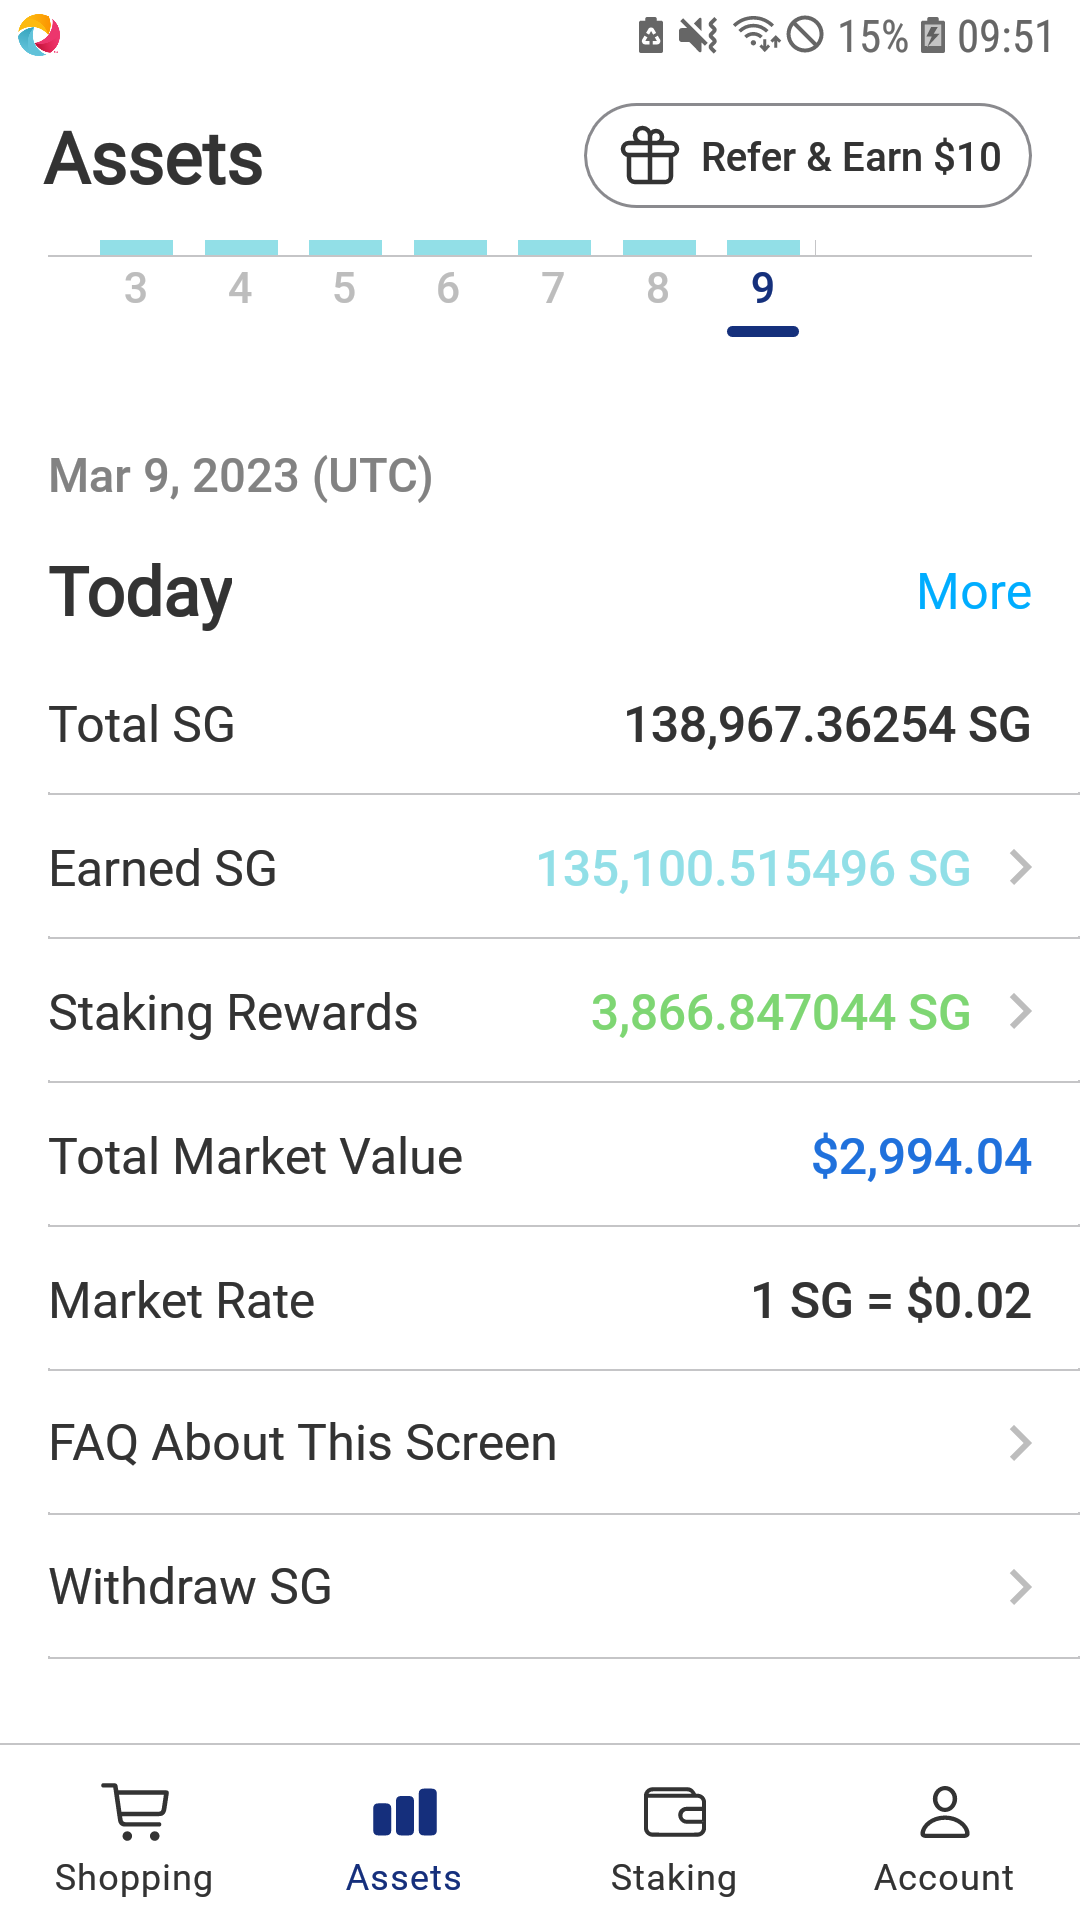 15% 09:51
Assets
Refer & Earn $10
3 4 5 6 7 8 9
Mar 9, 2023 (UTC)
Today More
Total SG 138,967.36254 SG
Earned SG 135,100.515496 SG
Staking Rewards 3,866.847044 SG
Total Market Value $2,994.04
Market Rate 1 SG = $0.02
FAQ About This Screen
Withdraw SG
Shopping Assets Staking Account